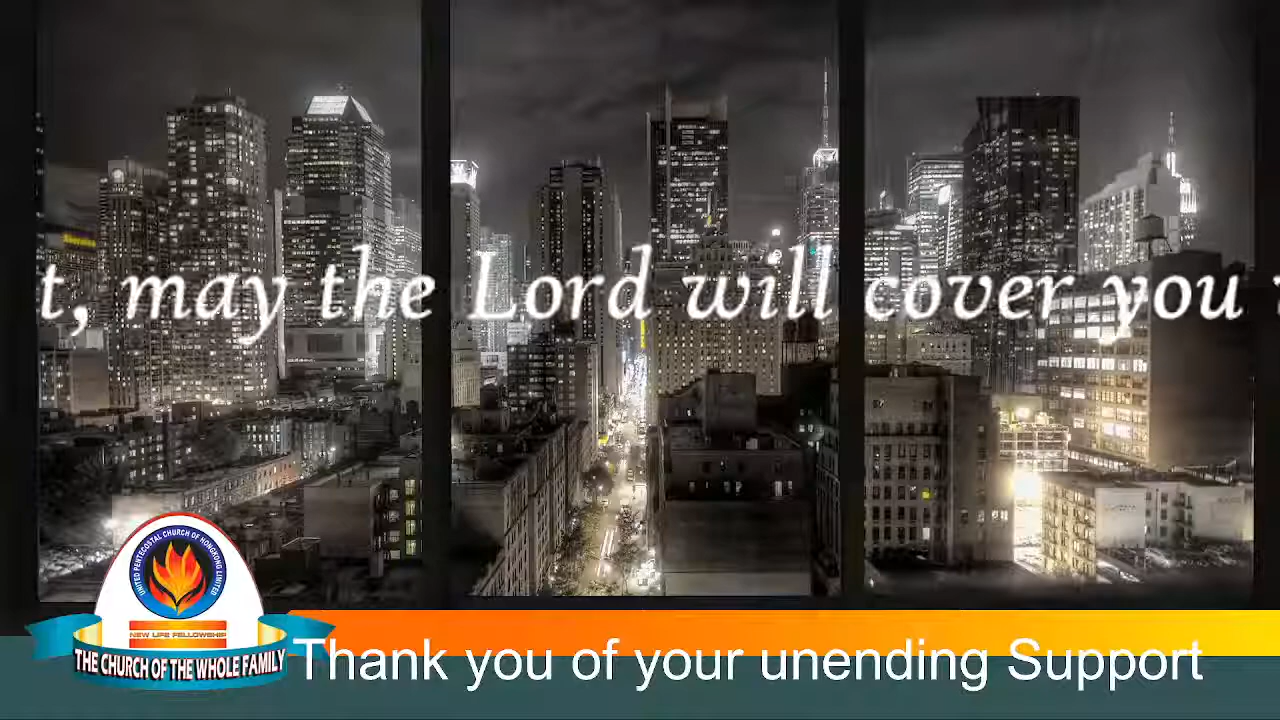 t, may the Lord will cover you
UNITED PENTECOSTAL CHURCH OF HONGKONG LIMITED
NEW LIFE FELLOWSHIP
THE CHURCH OF THE WHOLE FAMILY
Thank you of your unending Support